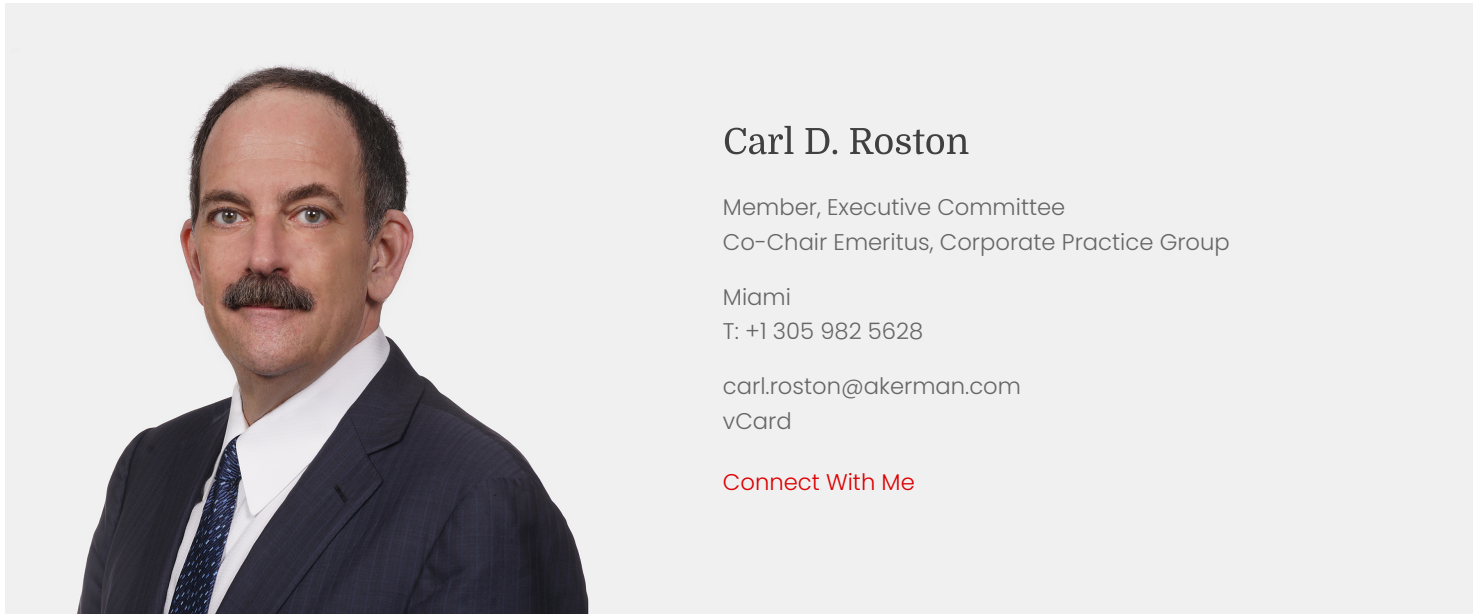 Carl D. Roston
Member, Executive Committee
Co-Chair Emeritus, Corporate Practice Group
Miami
T: +1 305 982 5628
carl.roston@akerman.com
vCard
Connect With Me